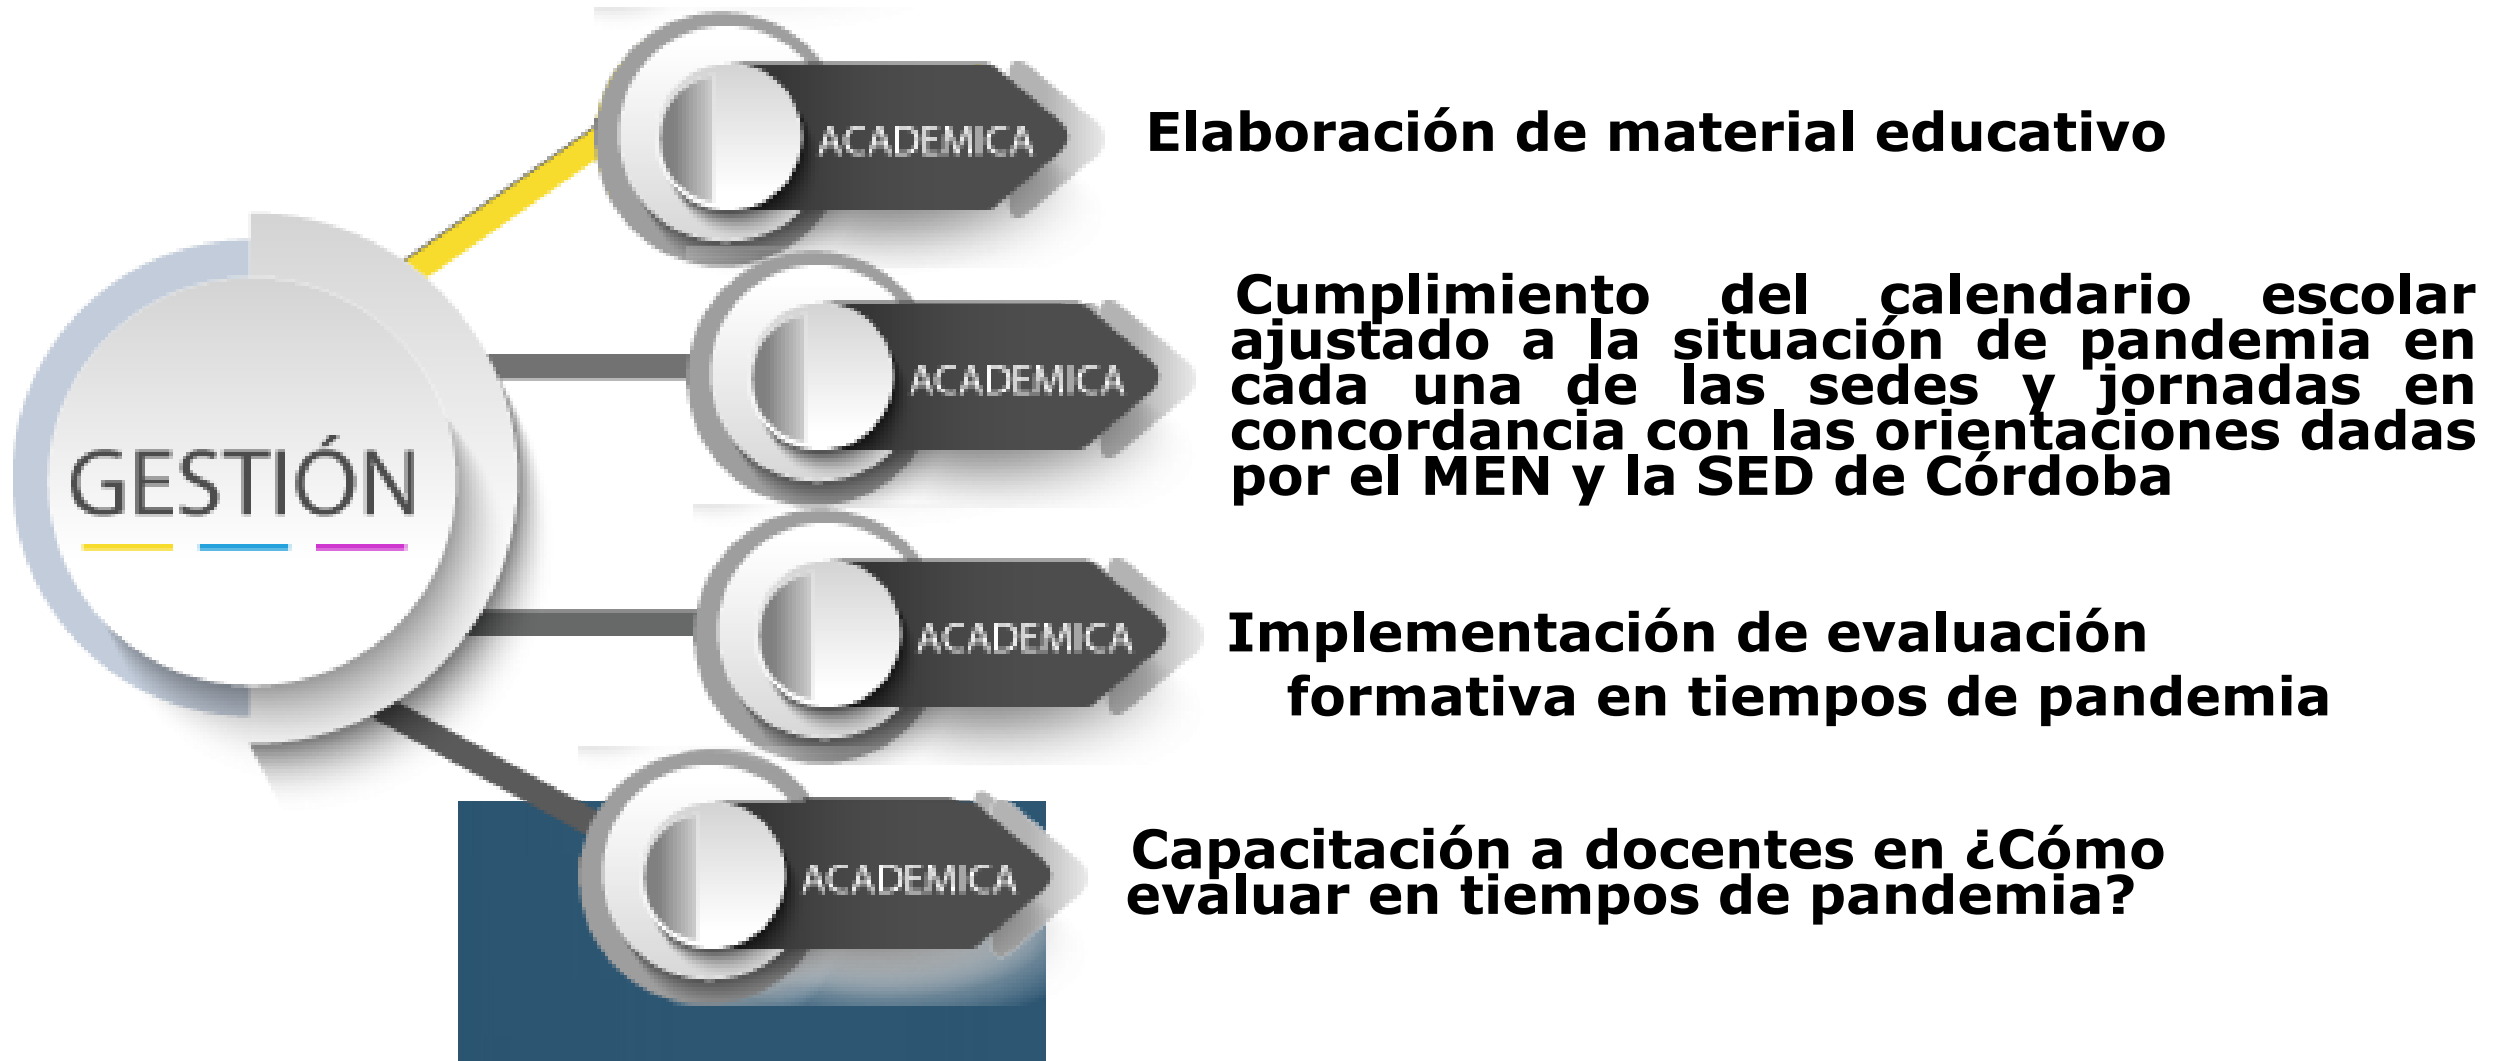 GESTIÓN
ACADEMICA
Elaboración de material educativo
ACADEMICA
Cumplimiento del calendario escolar
ajustado a la situación de pandemia en
cada una de las sedes y jornadas en
concordancia con las orientaciones dadas
por el MEN y la SED de Córdoba
ACADEMICA
Implementación de evaluación
formativa en tiempos de pandemia
ACADEMICA
Capacitación a docentes en ¿Cómo
evaluar en tiempos de pandemia?